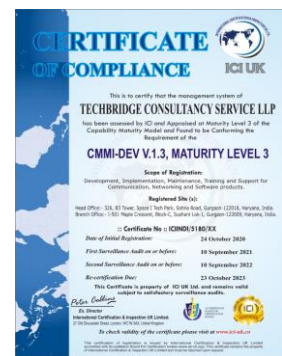 CERTIFICATE
OF COMPLIANCE
ICI UK
This is to certify that the management system of
TECHBRIDGE CONSULTANCY SERVICE LLP
has been assessed by ICI and Appraised at Maturity Level 3 of the
Capability Maturity Model and Found to be Conforming the
Requirement of the
CMMI-DEV V.1.3, MATURITY LEVEL 3
Scope of Registration:
Development, Implementation, Maintenance, Training and Support for
Communication, Networking and Software products.
Registered Site (s):
:: Certificate No :: ICIINDI/5180/XX
Date of Initial Registration: 24 October 2020
First Surveillance Audit on or before: 10 September 2021
Second Surveillance Audit on or before: 10 September 2022
Re-certification Due: 23 October 2023
This Certificate is property of ICI UK Ltd. and remains valid
subject to satisfactory surveillance audits.
Peter Collins
Ex. Director
International Certification & Inspection UK Limited
ICI
To check validity of the certificate please visit at www.ici-uk.co